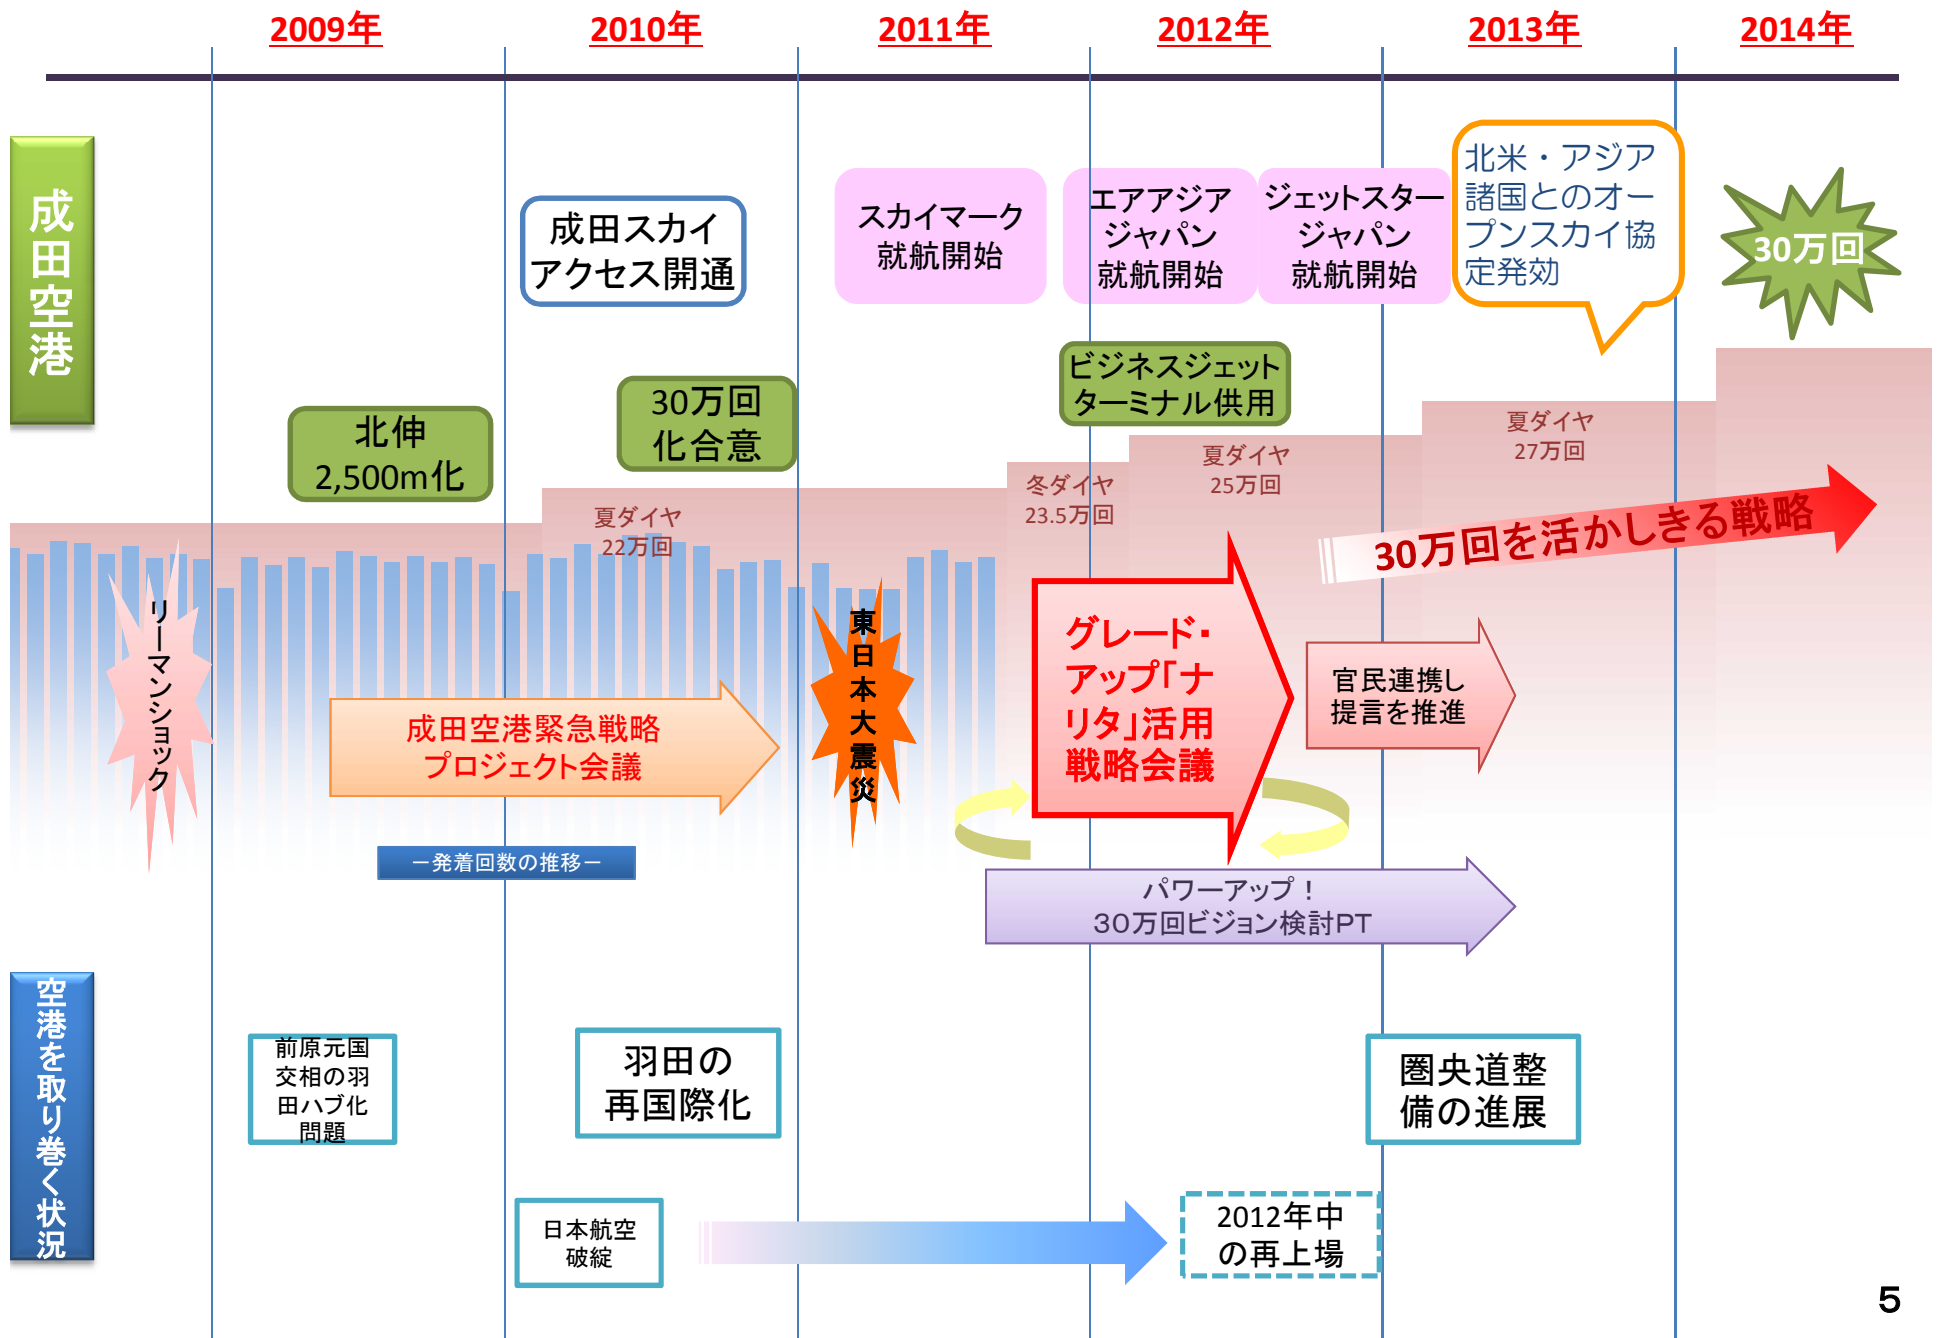 2009年
2010年
2011年
2012年
2013年
2014年
成田空港
成田スカイ
アクセス開通
スカイマーク
就航開始
エアアジア
ジャパン
就航開始
ジェットスター
ジャパン
就航開始
北米・アジア
諸国とのオー
プンスカイ協
定発効
30万回
北伸
2,500m化
30万回
化合意
ビジネスジェット
ターミナル供用
夏ダイヤ
22万回
冬ダイヤ
23.5万回
夏ダイヤ
25万回
夏ダイヤ
27万回
30万回を活かしきる戦略
リーマンショック
東日本大震災
成田空港緊急戦略
プロジェクト会議
グレード・
アップ「ナ
リタ」活用
戦略会議
官民連携し
提言を推進
－発着回数の推移－
パワーアップ！
３０万回ビジョン検討ＰＴ
空港を取り巻く状況
前原元国
交相の羽
田ハブ化
問題
羽田の
再国際化
圏央道整
備の進展
日本航空
破綻
2012年中
の再上場
5